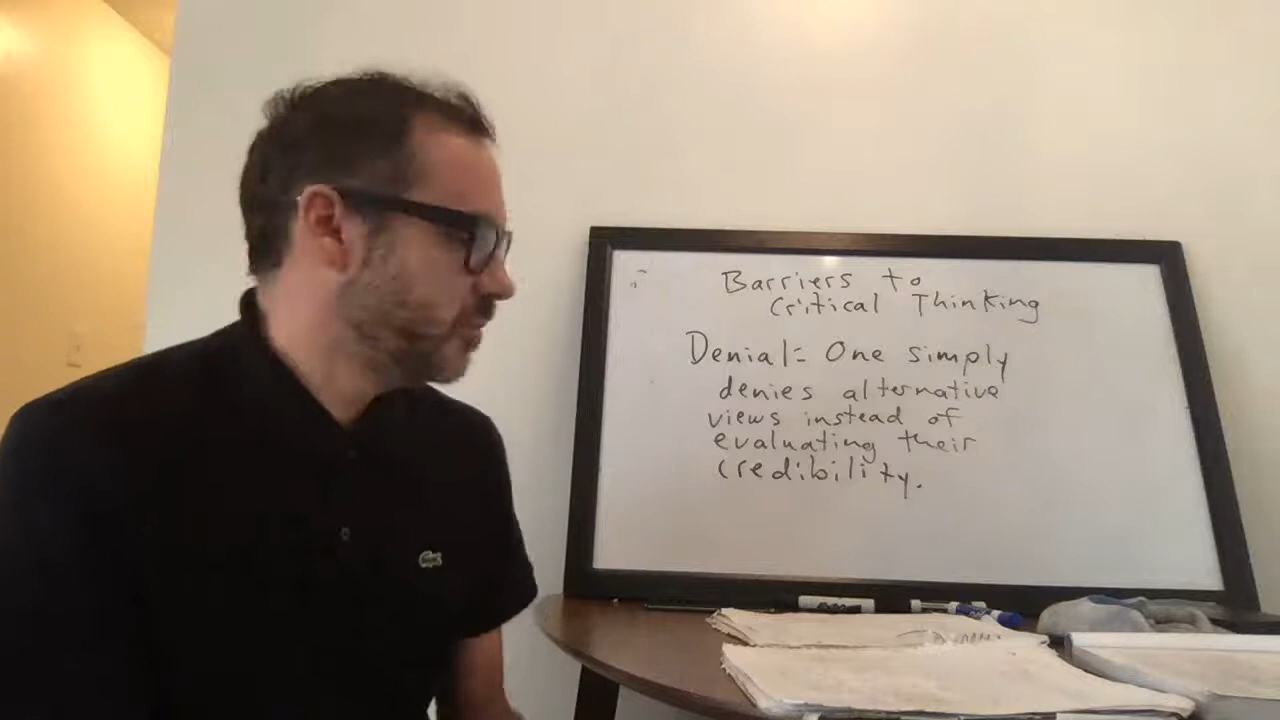 Barriers to
Critical Thinking
Denial= One simply
denies alternative
views instead of
evaluating their
credibility.